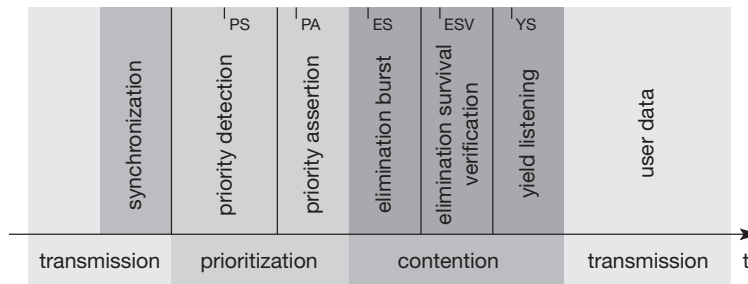 PS
PA
ES
ESV
YS
synchronization
priority detection
priority assertion
elimination burst
elimination survival
verification
yield listening
user data
transmission
prioritization
contention
transmission
t